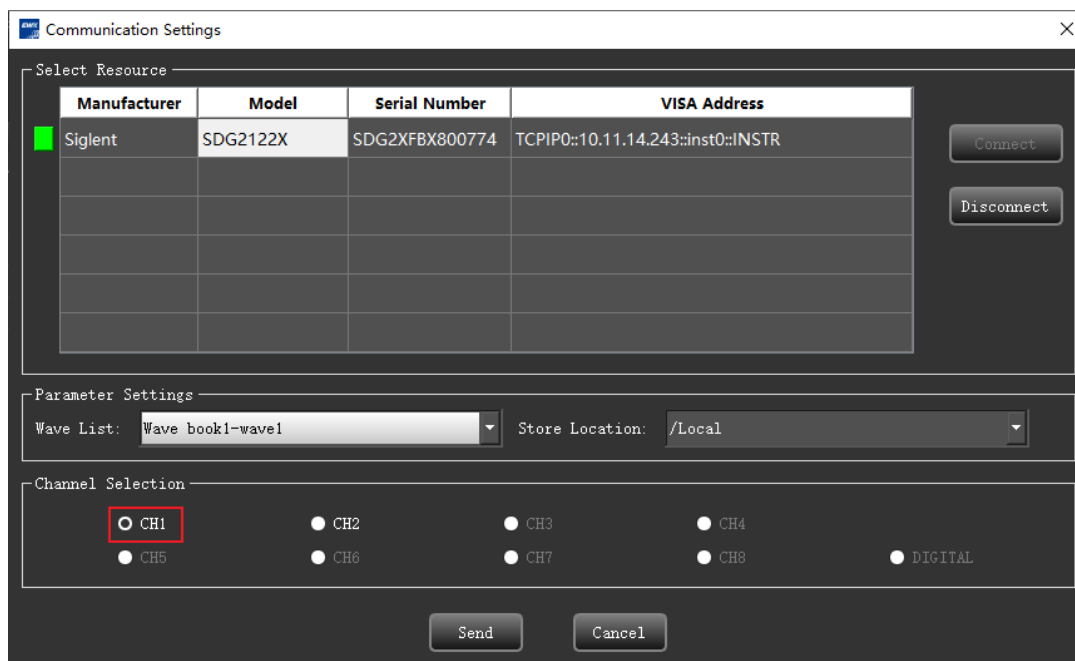 Communication Settings
Select Resource
Manufacturer Model Serial Number VISA Address
Siglent SDG2122X SDG2XFBX800774 TCPIP0::10.11.14.243::inst0::INSTR
Connect
Disconnect
Parameter Settings
Wave List: Wave book1-wave1 Store Location: /Local
Channel Selection
CH1 CH2 CH3 CH4
CH5 CH6 CH7 CH8 DIGITAL
Send Cancel